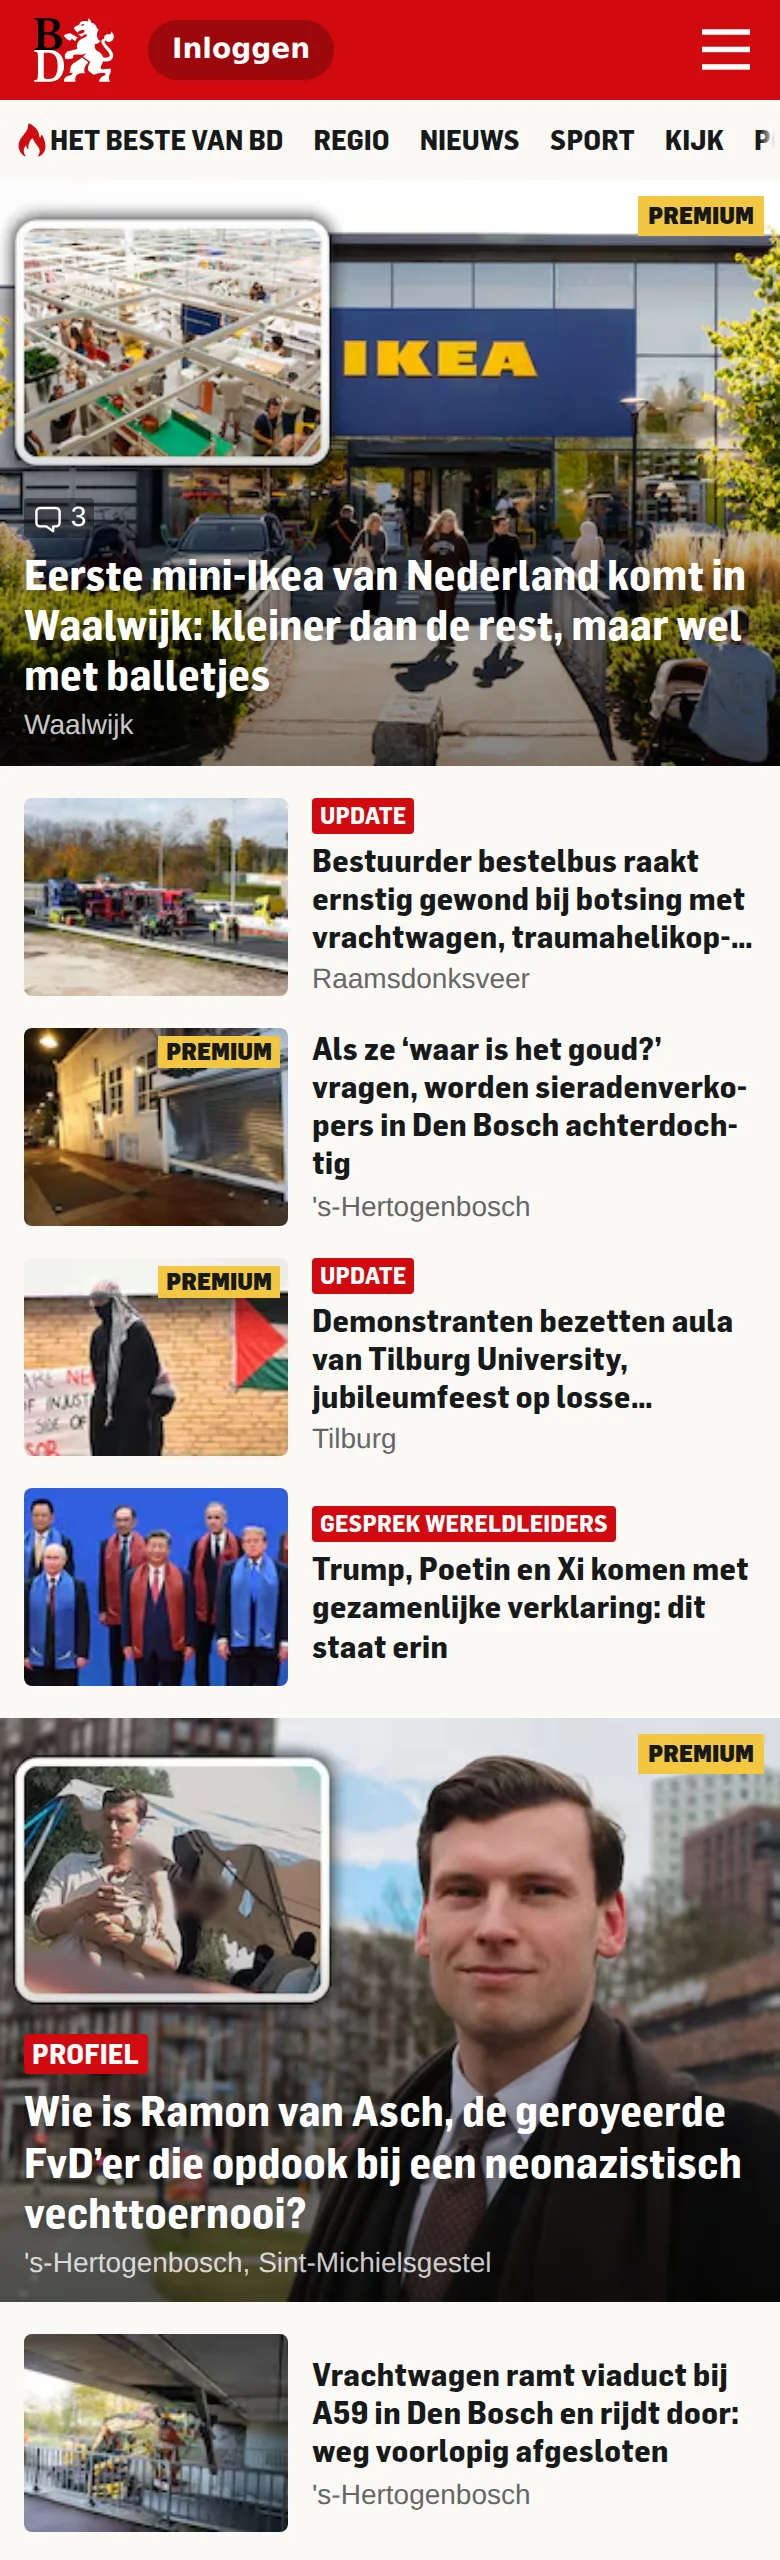 BD
Inloggen
HET BESTE VAN BD REGIO NIEUWS SPORT KIJK
PREMIUM
IKEA
3
Eerste mini-Ikea van Nederland komt in
Waalwijk: kleiner dan de rest, maar wel
met balletjes
Waalwijk
UPDATE
Bestuurder bestelbus raakt
ernstig gewond bij botsing met
vrachtwagen, traumahelikop-...
Raamsdonksveer
PREMIUM
Als ze ‘waar is het goud?’
vragen, worden sieradenverko-
pers in Den Bosch achterdoch-
tig
's-Hertogenbosch
PREMIUM
UPDATE
Demonstranten bezetten aula
van Tilburg University,
jubileumfeest op losse...
Tilburg
SIDE OF
GESPREK WERELDLEIDERS
Trump, Poetin en Xi komen met
gezamenlijke verklaring: dit
staat erin
PREMIUM
PROFIEL
Wie is Ramon van Asch, de geroyeerde
FvD’er die opdook bij een neonazistisch
vechttoernooi?
's-Hertogenbosch, Sint-Michielsgestel
Vrachtwagen ramt viaduct bij
A59 in Den Bosch en rijdt door:
weg voorlopig afgesloten
's-Hertogenbosch